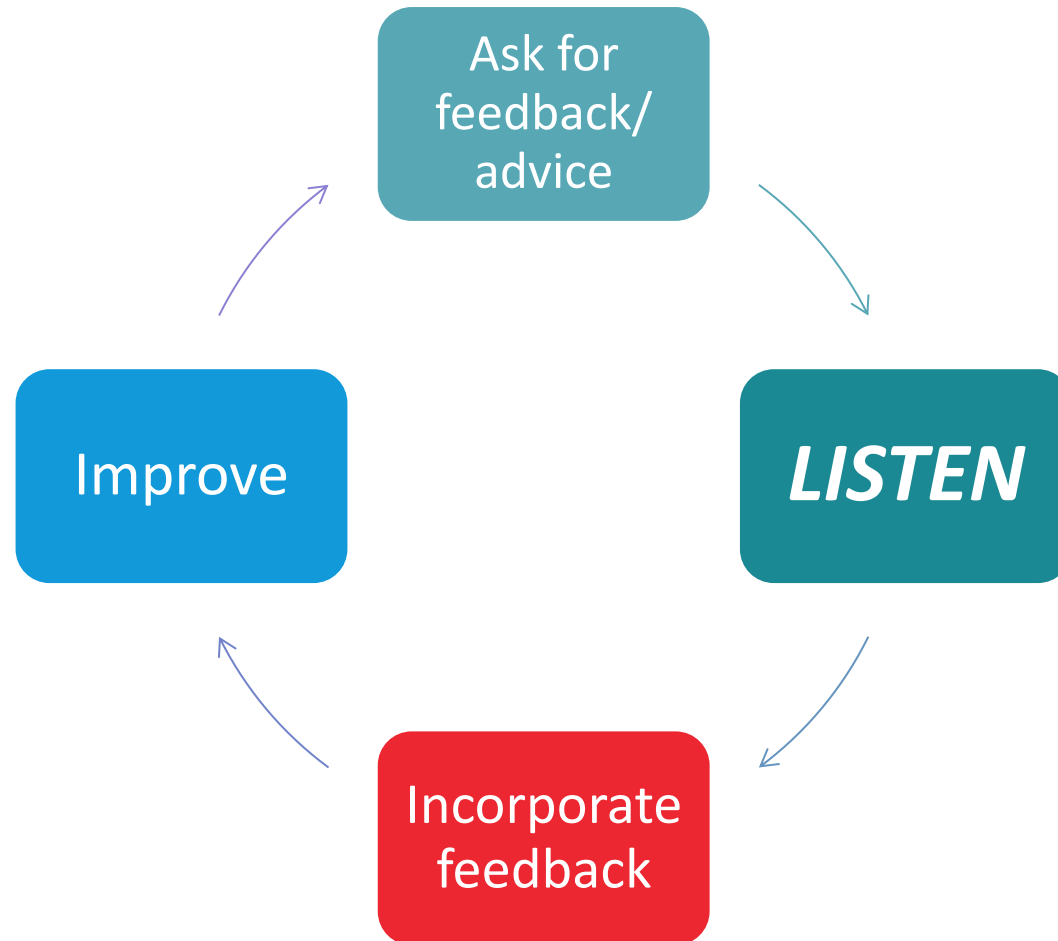 Ask for
feedback/
advice
LISTEN
Incorporate
feedback
Improve